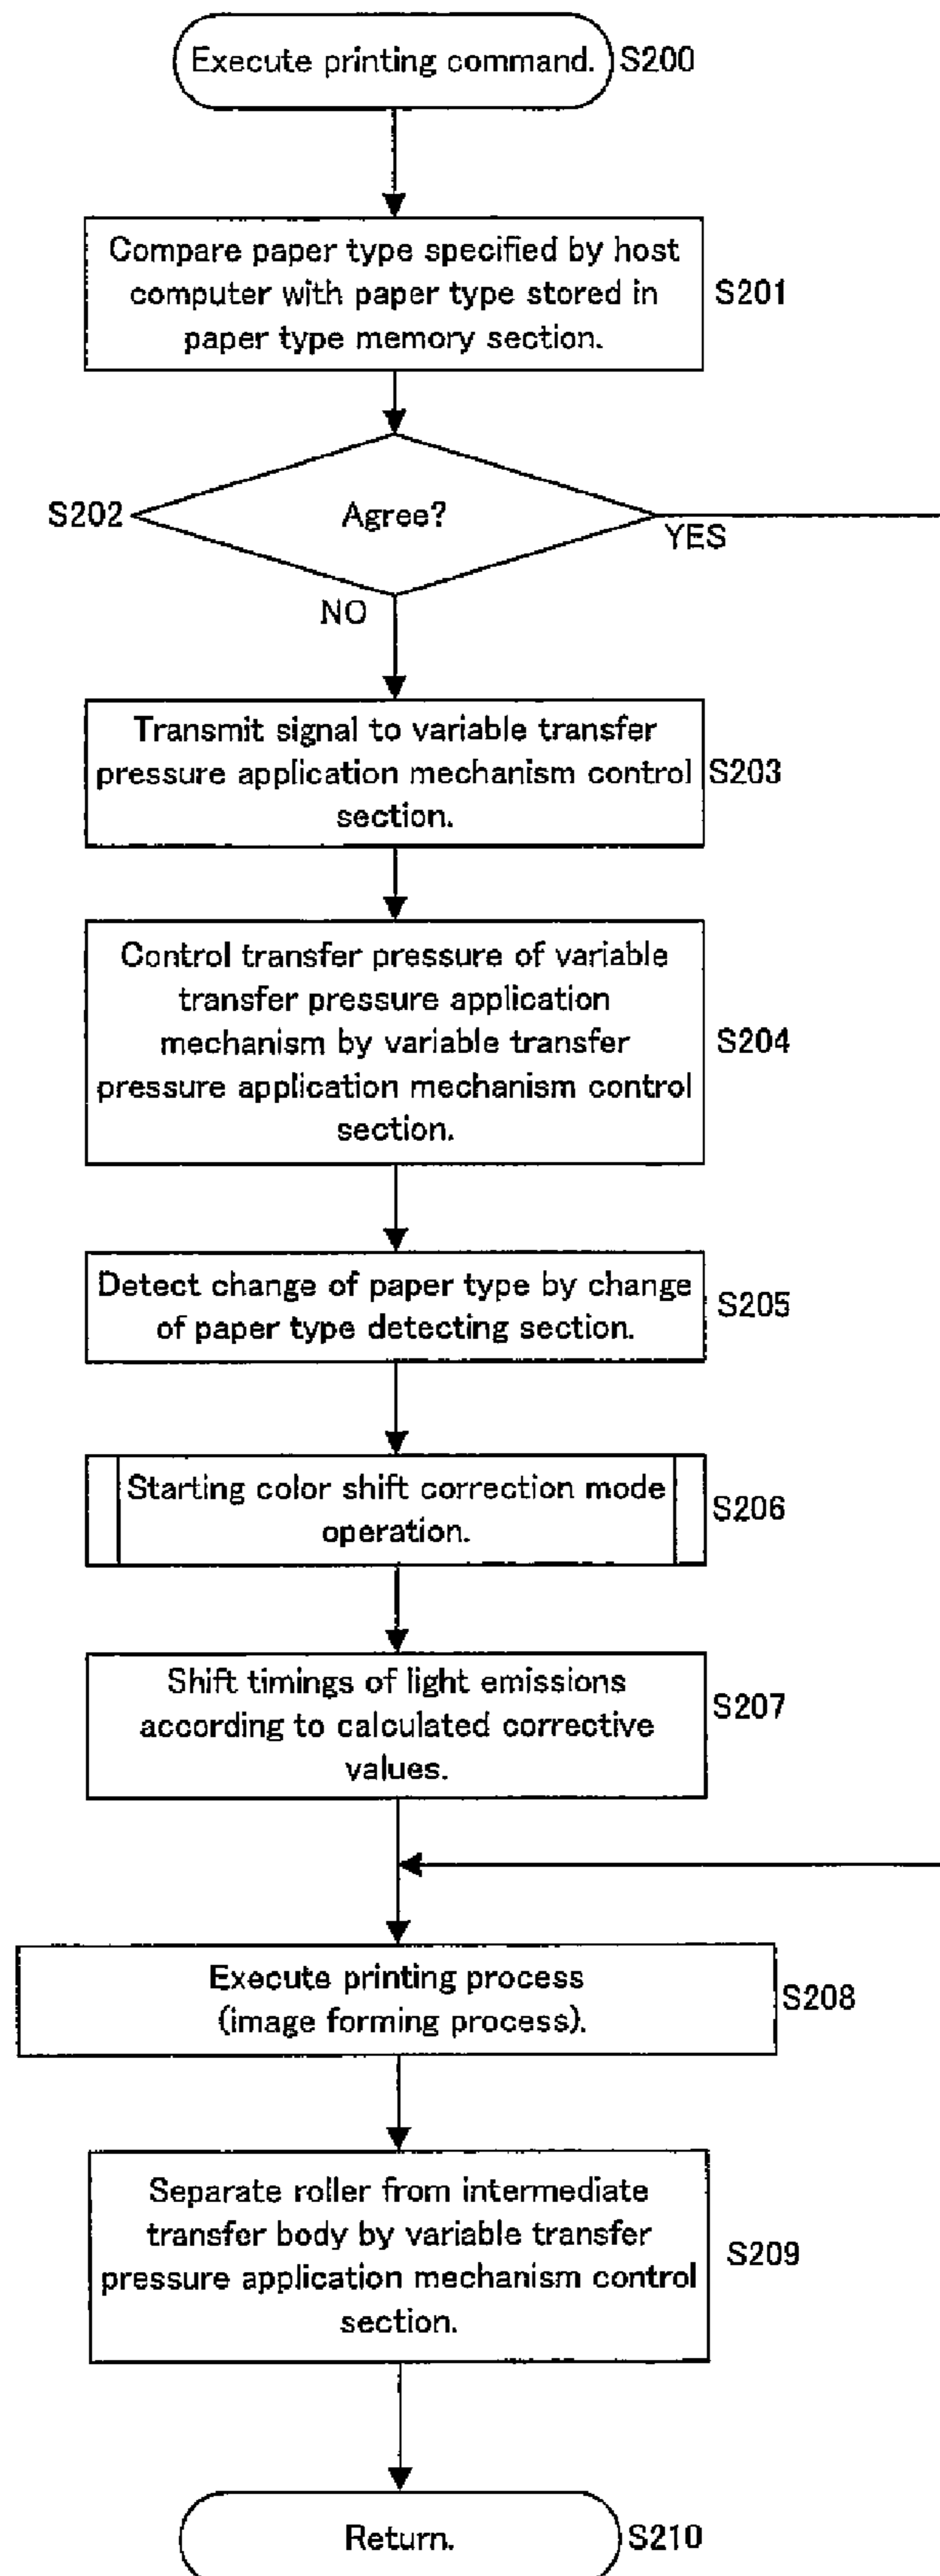 Execute printing command. S200
Compare paper type specified by host
computer with paper type stored in
paper type memory section.
S201
S202
Agree?
YES
NO
Transmit signal to variable transfer
pressure application mechanism control
section.
S203
Control transfer pressure of variable
transfer pressure application
mechanism by variable transfer
pressure application mechanism control
section.
S204
Detect change of paper type by change
of paper type detecting section.
S205
Starting color shift correction mode
operation.
S206
Shift timings of light emissions
according to calculated corrective
values.
S207
Execute printing process
(image forming process).
S208
Separate roller from intermediate
transfer body by variable transfer
pressure application mechanism control
section.
S209
Return. S210